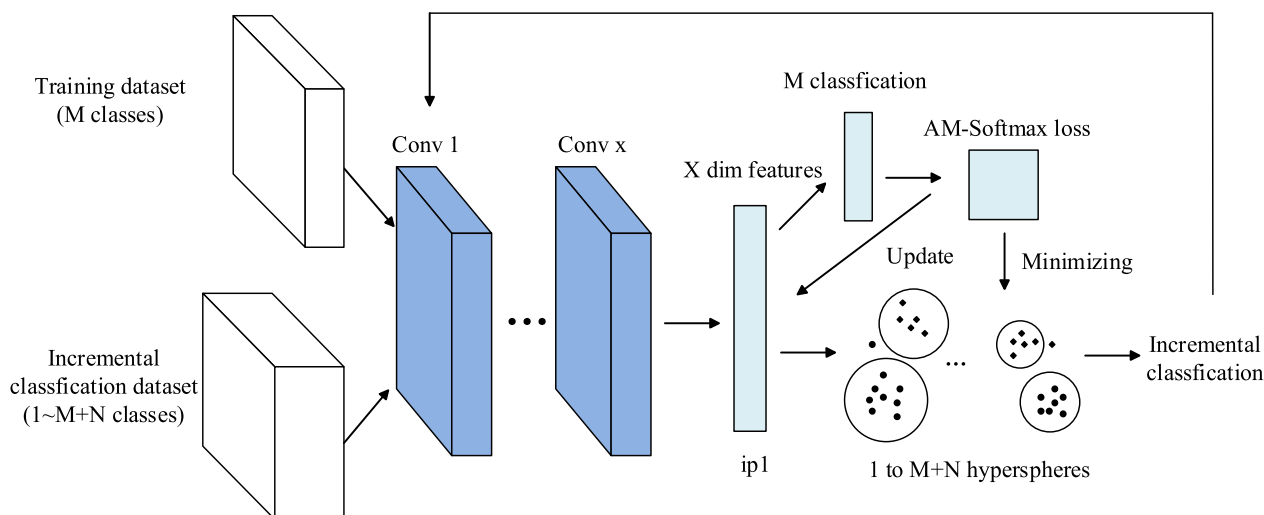 Training dataset
(M classes)
Conv 1
Conv x
M classfication
AM-Softmax loss
X dim features
Update
Minimizing
Incremental
classfication dataset
(1~M+N classes)
Incremental
classfication
ip1
1 to M+N hyperspheres